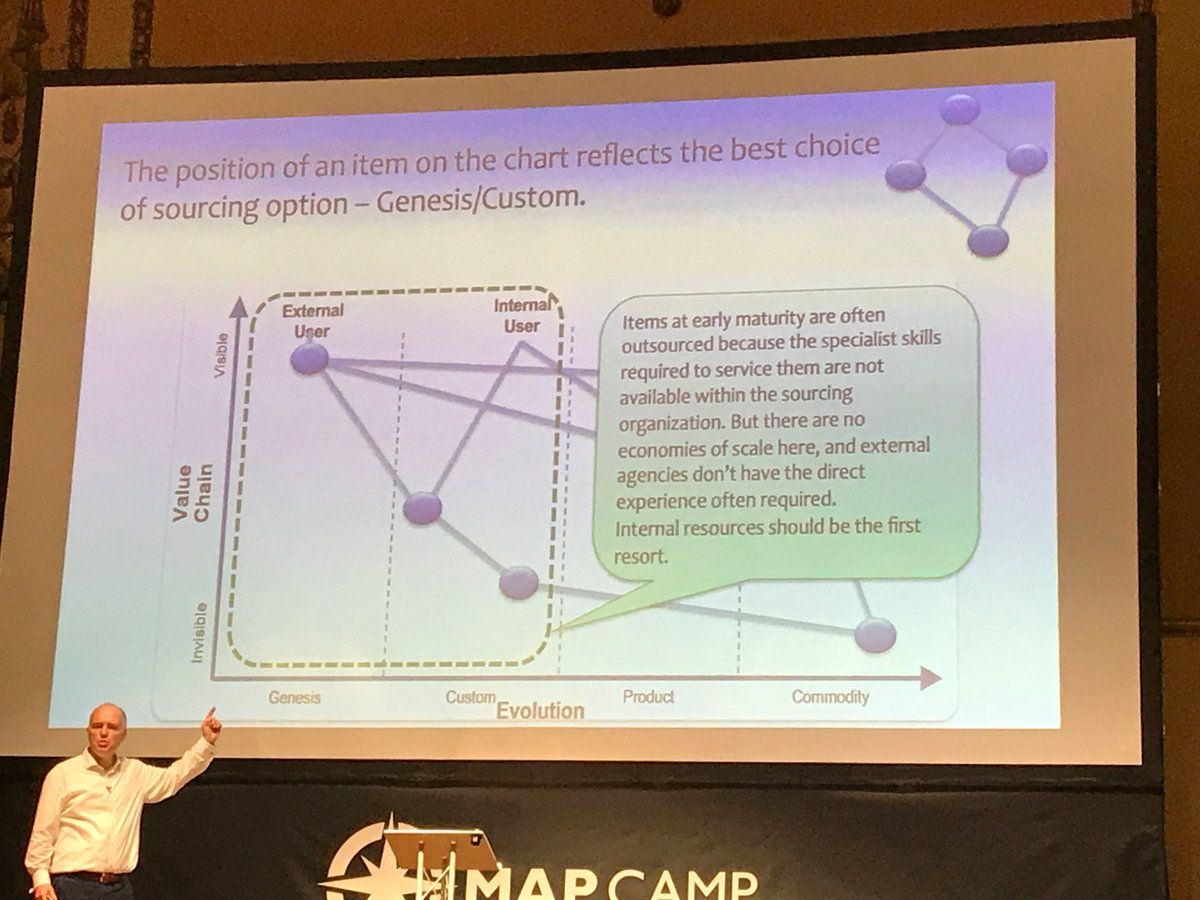 The position of an item on the chart reflects the best choice
of sourcing option – Genesis/Custom.
External
User
Internal
User
Items at early maturity are often
outsourced because the specialist skills
required to service them are not
available within the sourcing
organization. But there are no
economies of scale here, and external
agencies don't have the direct
experience often required.
Internal resources should be the first
resort.
Visible
Value
Chain
Invisible
Genesis
Custom
Product
Commodity
Evolution
MAP CAMP